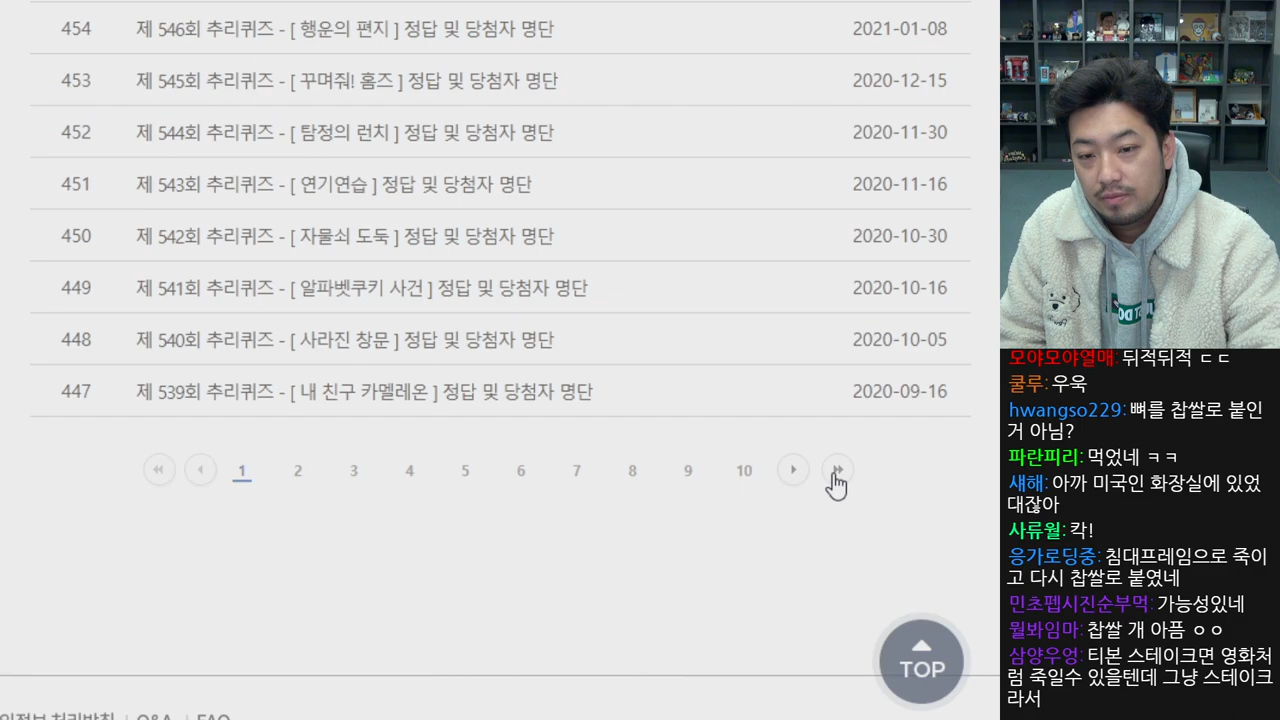 454 제 546회 추리퀴즈 - [ 행운의 편지 ] 정답 및 당첨자 명단 2021-01-08
453 제 545회 추리퀴즈 - [ 꾸며줘! 홈즈 ] 정답 및 당첨자 명단 2020-12-15
452 제 544회 추리퀴즈 - [ 탐정의 런치 ] 정답 및 당첨자 명단 2020-11-30
451 제 543회 추리퀴즈 - [ 연기연습 ] 정답 및 당첨자 명단 2020-11-16
450 제 542회 추리퀴즈 - [ 자물쇠 도둑 ] 정답 및 당첨자 명단 2020-10-30
449 제 541회 추리퀴즈 - [ 알파벳쿠키 사건 ] 정답 및 당첨자 명단 2020-10-16
448 제 540회 추리퀴즈 - [ 사라진 창문 ] 정답 및 당첨자 명단 2020-10-05
447 제 539회 추리퀴즈 - [ 내 친구 카멜레온 ] 정답 및 당첨자 명단 2020-09-16
1 2 3 4 5 6 7 8 9 10
TOP
Q&A | FAQ
모야모야열매: 뒤적뒤적 ㄷㄷ
쿨루: 우욱
hwangso229: 뼈를 찹쌀로 붙인
거 아님?
파란피리: 먹었네 ㅋㅋ
섀해: 아까 미국인 화장실에 있었
대잖아
사류월: 칵!
응가로딩중: 침대프레임으로 죽이
고 다시 찹쌀로 붙였네
민초펩시진순부먹: 가능성있네
뭘봐임마: 찹쌀 개 아픔 ㅇㅇ
삼양우엉: 티본 스테이크면 영화처
럼 죽일수 있을텐데 그냥 스테이크
라서